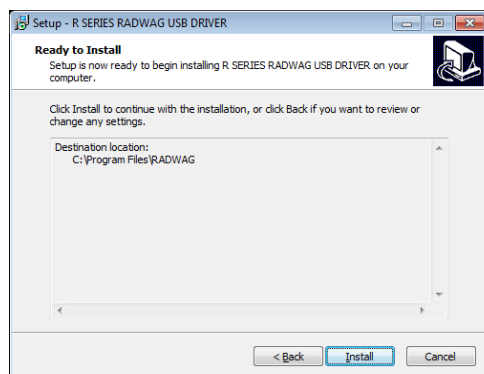 Setup - R SERIES RADWAG USB DRIVER
Ready to Install
Setup is now ready to begin installing R SERIES RADWAG USB DRIVER on your
computer.
Click Install to continue with the installation, or click Back if you want to review or
change any settings.
Destination location:
C:\Program Files\RADWAG
< Back
Install
Cancel